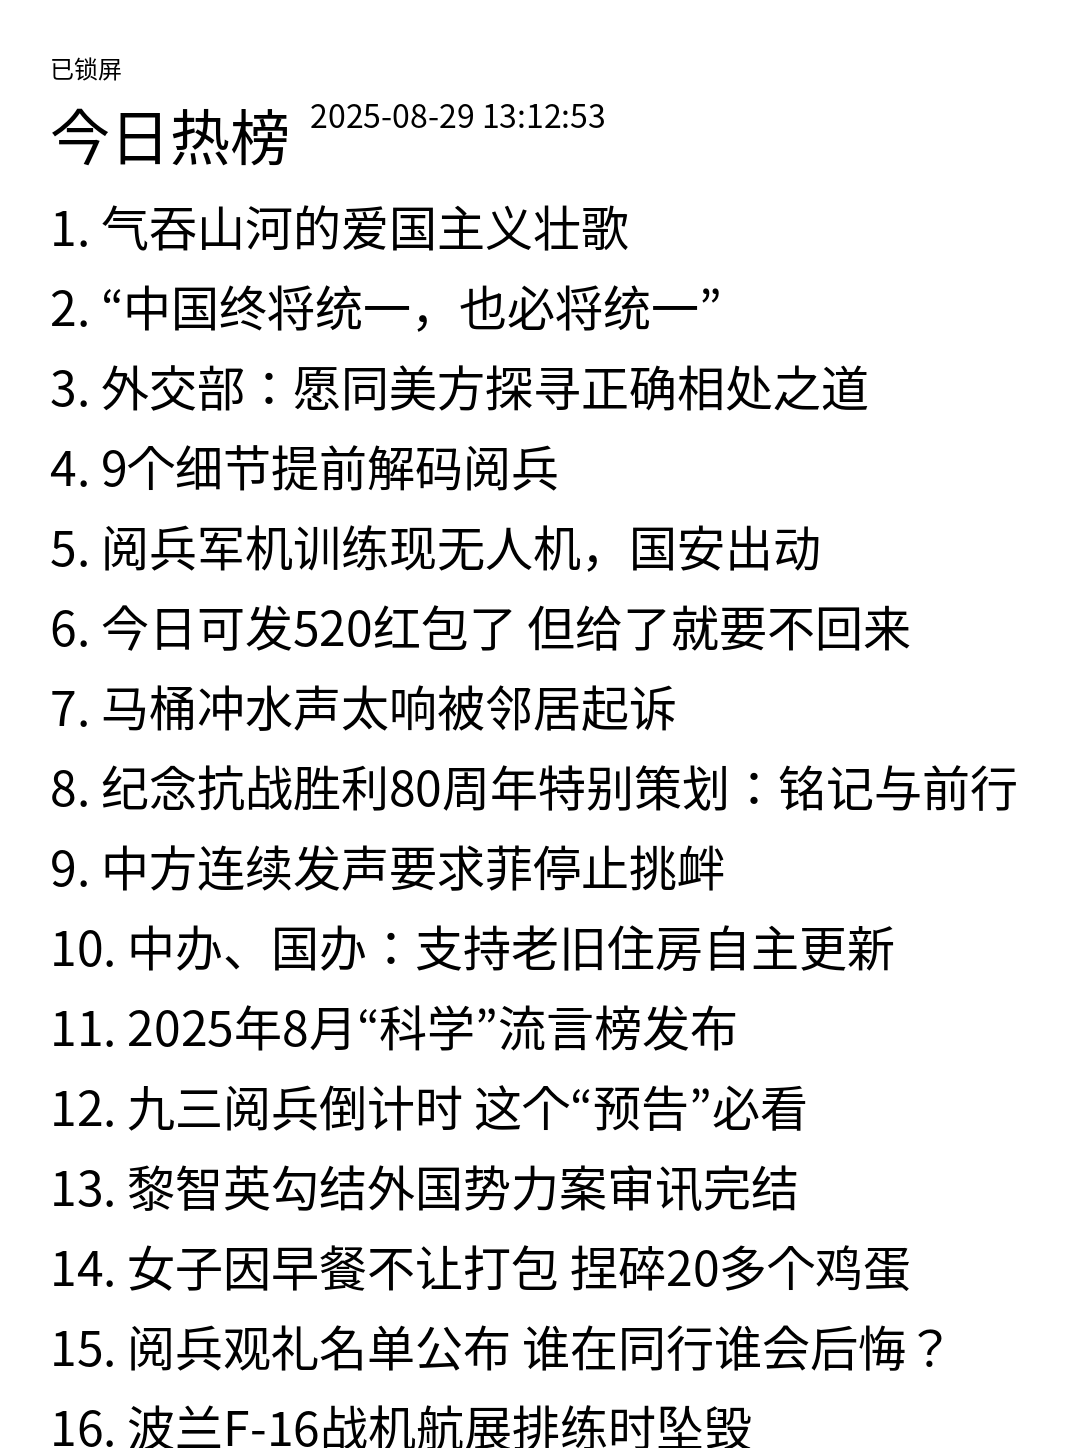 已锁屏
今日热榜 2025-08-29 13:12:53
1. 气吞山河的爱国主义壮歌
2. “中国终将统一，也必将统一”
3. 外交部：愿同美方探寻正确相处之道
4. 9个细节提前解码阅兵
5. 阅兵军机训练现无人机，国安出动
6. 今日可发520红包了 但给了就要不回来
7. 马桶冲水声太响被邻居起诉
8. 纪念抗战胜利80周年特别策划：铭记与前行
9. 中方连续发声要求菲停止挑衅
10. 中办、国办：支持老旧住房自主更新
11. 2025年8月“科学”流言榜发布
12. 九三阅兵倒计时 这个“预告”必看
13. 黎智英勾结外国势力案审讯完结
14. 女子因早餐不让打包 捏碎20多个鸡蛋
15. 阅兵观礼名单公布 谁在同行谁会后悔？
16. 波兰F-16战机航展排练时坠毁